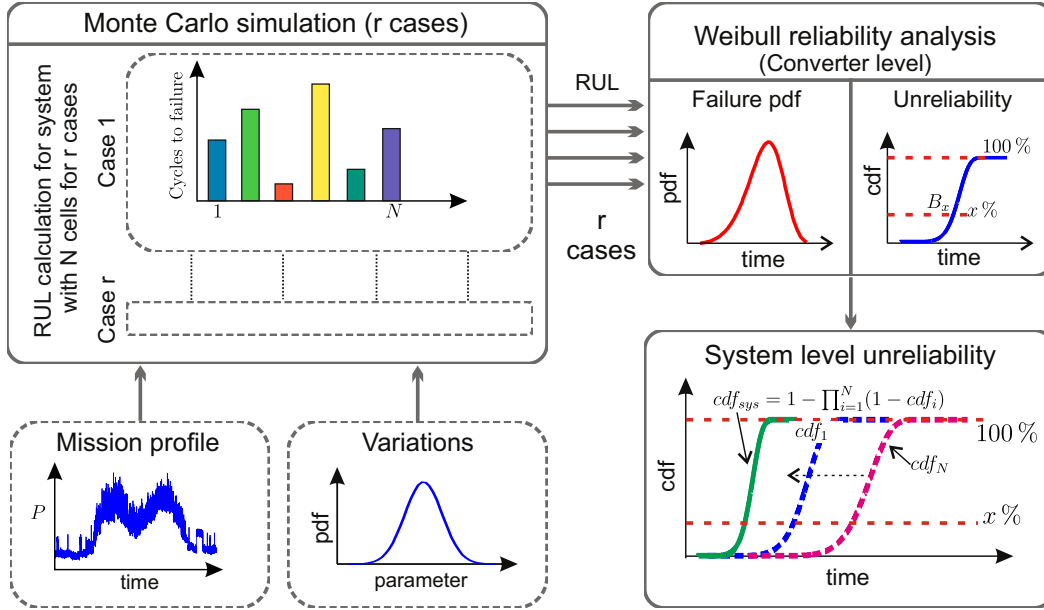 Monte Carlo simulation (r cases)
RUL calculation for system
with N cells for r cases
Case 1
Cycles to failure
1
N
Case r
RUL
r
cases
Weibull reliability analysis
(Converter level)
Failure pdf
pdf
time
Unreliability
cdf
100 %
B_x
x %
time
System level unreliability
cdf_{sys} = 1 − ∏_{i=1}^{N}(1 − cdf_i)
cdf_1
100 %
cdf_N
cdf
x %
time
Mission profile
P
time
Variations
pdf
parameter